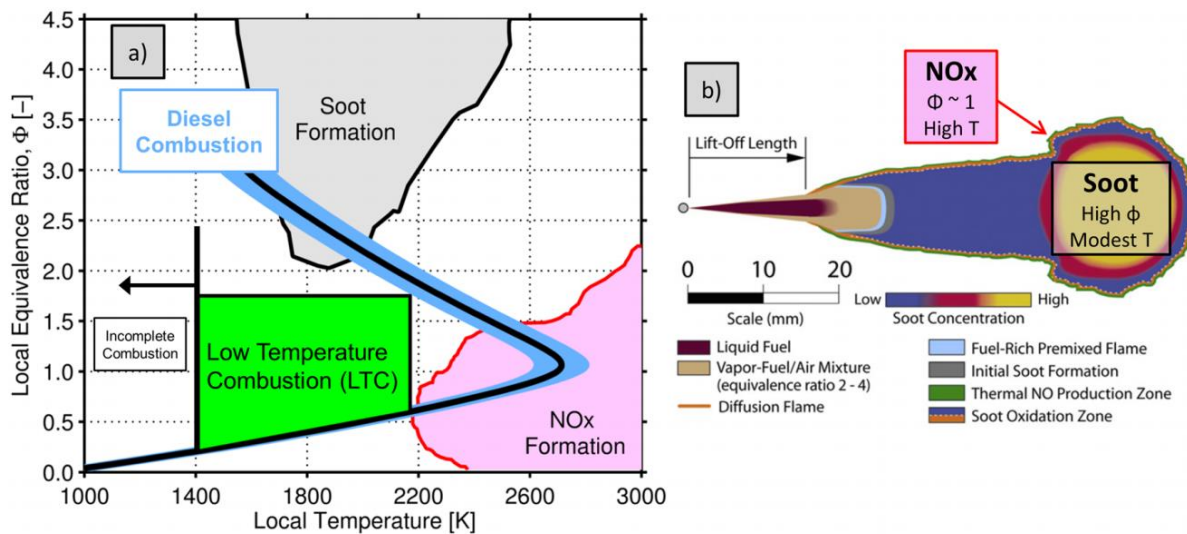 a)
4.5
4.0
3.5
3.0
2.5
2.0
1.5
1.0
0.5
0.0
Local Equivalence Ratio, Φ [-]
Soot
Formation
Diesel
Combustion
Incomplete
Combustion
Low Temperature
Combustion (LTC)
NOx
Formation
1000 1400 1800 2200 2600 3000
Local Temperature [K]
b)
NOx
Φ ~ 1
High T
Lift-Off Length
Soot
High ϕ
Modest T
0 10 20
Scale (mm)
Low High
Soot Concentration
Liquid Fuel
Vapor-Fuel/Air Mixture
(equivalence ratio 2 - 4)
Diffusion Flame
Fuel-Rich Premixed Flame
Initial Soot Formation
Thermal NO Production Zone
Soot Oxidation Zone